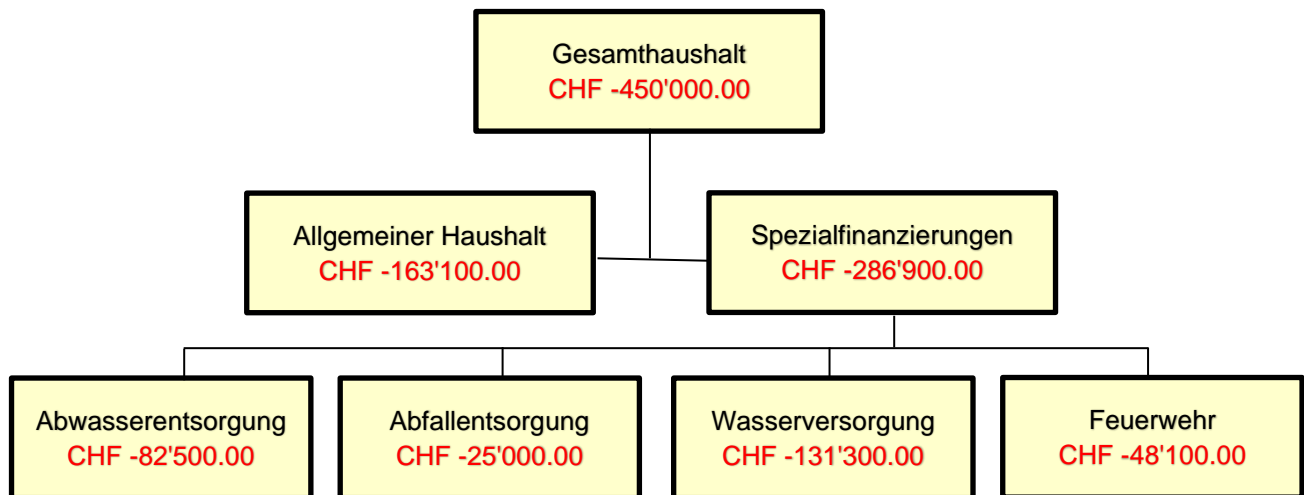 Gesamthaushalt
CHF -450'000.00
Allgemeiner Haushalt
CHF -163'100.00
Spezialfinanzierungen
CHF -286'900.00
Abwasserentsorgung
CHF -82'500.00
Abfallentsorgung
CHF -25'000.00
Wasserversorgung
CHF -131'300.00
Feuerwehr
CHF -48'100.00